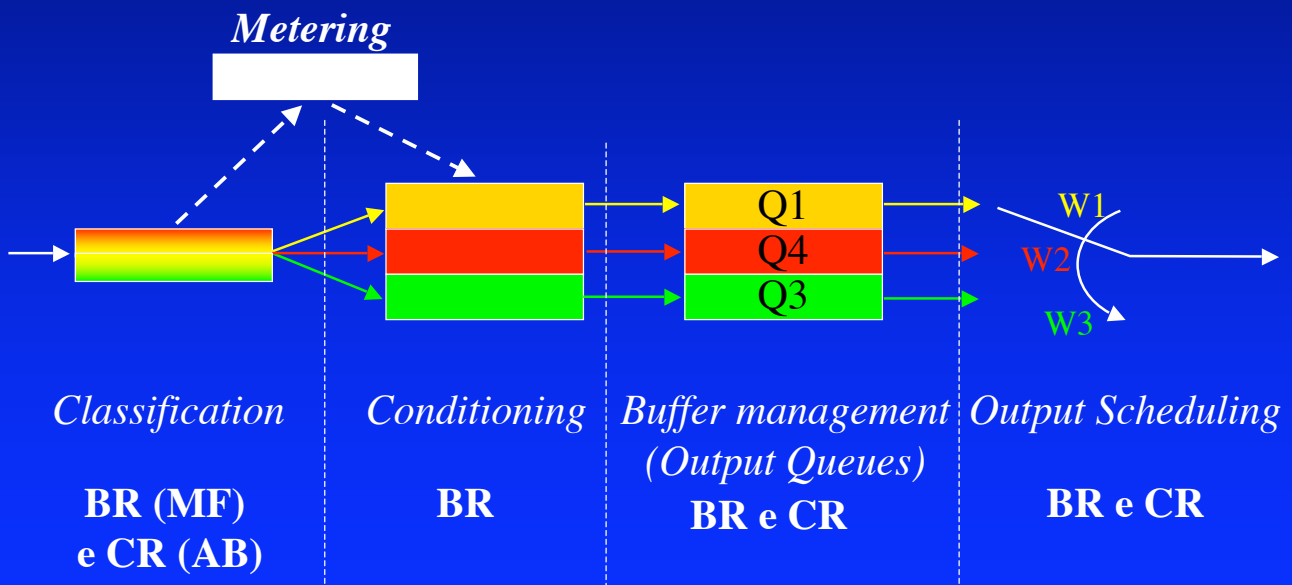 Metering
Q1
Q4
Q3
W1
W2
W3
Classification
BR (MF)
e CR (AB)
Conditioning
BR
Buffer management
(Output Queues)
BR e CR
Output Scheduling
BR e CR